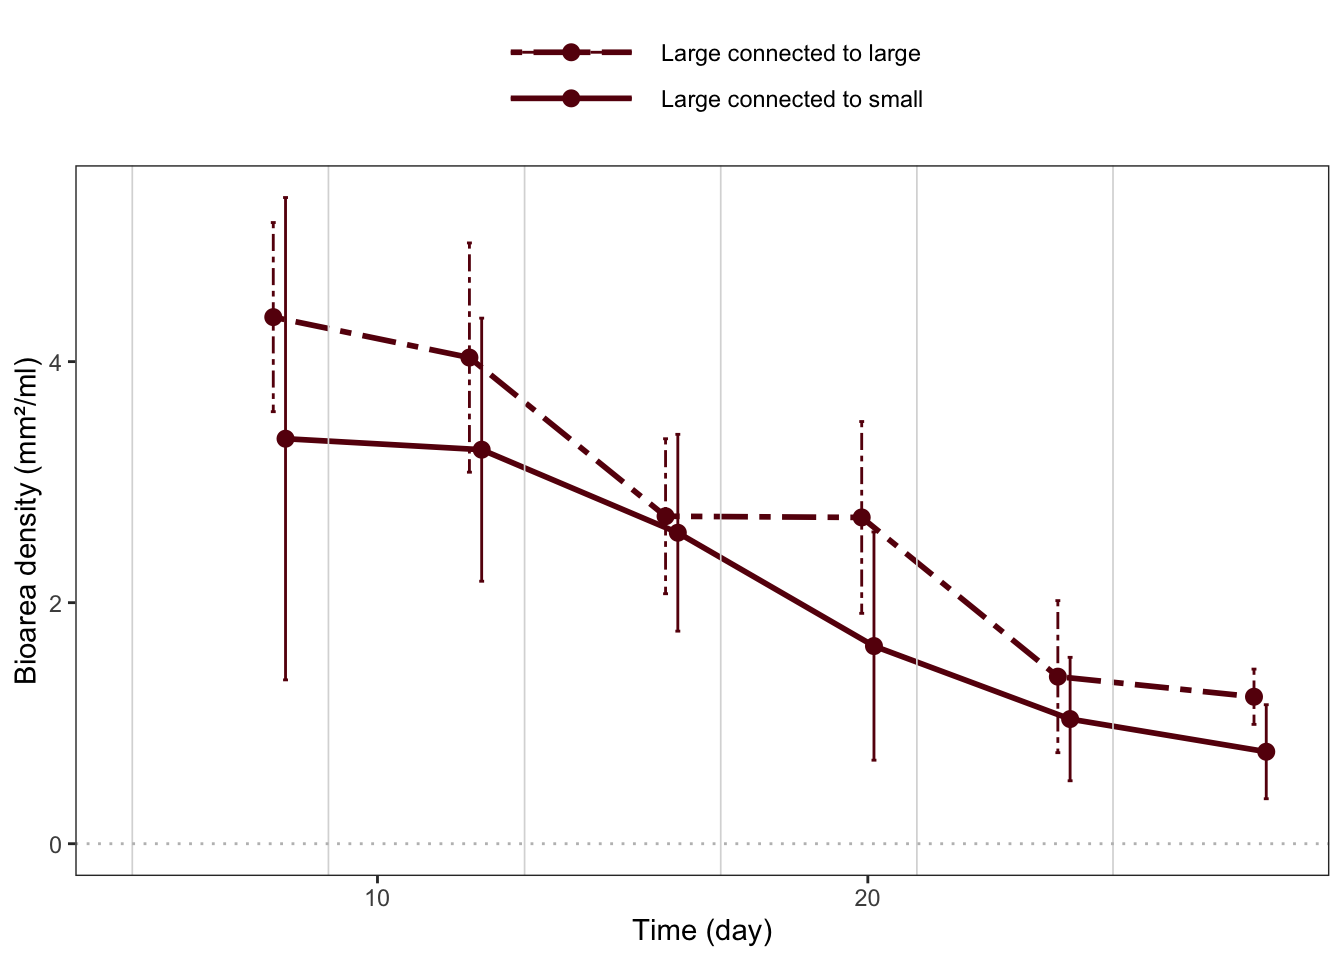 Large connected to large
Large connected to small
Bioarea density (mm²/ml)
4
2
0
10
20
Time (day)